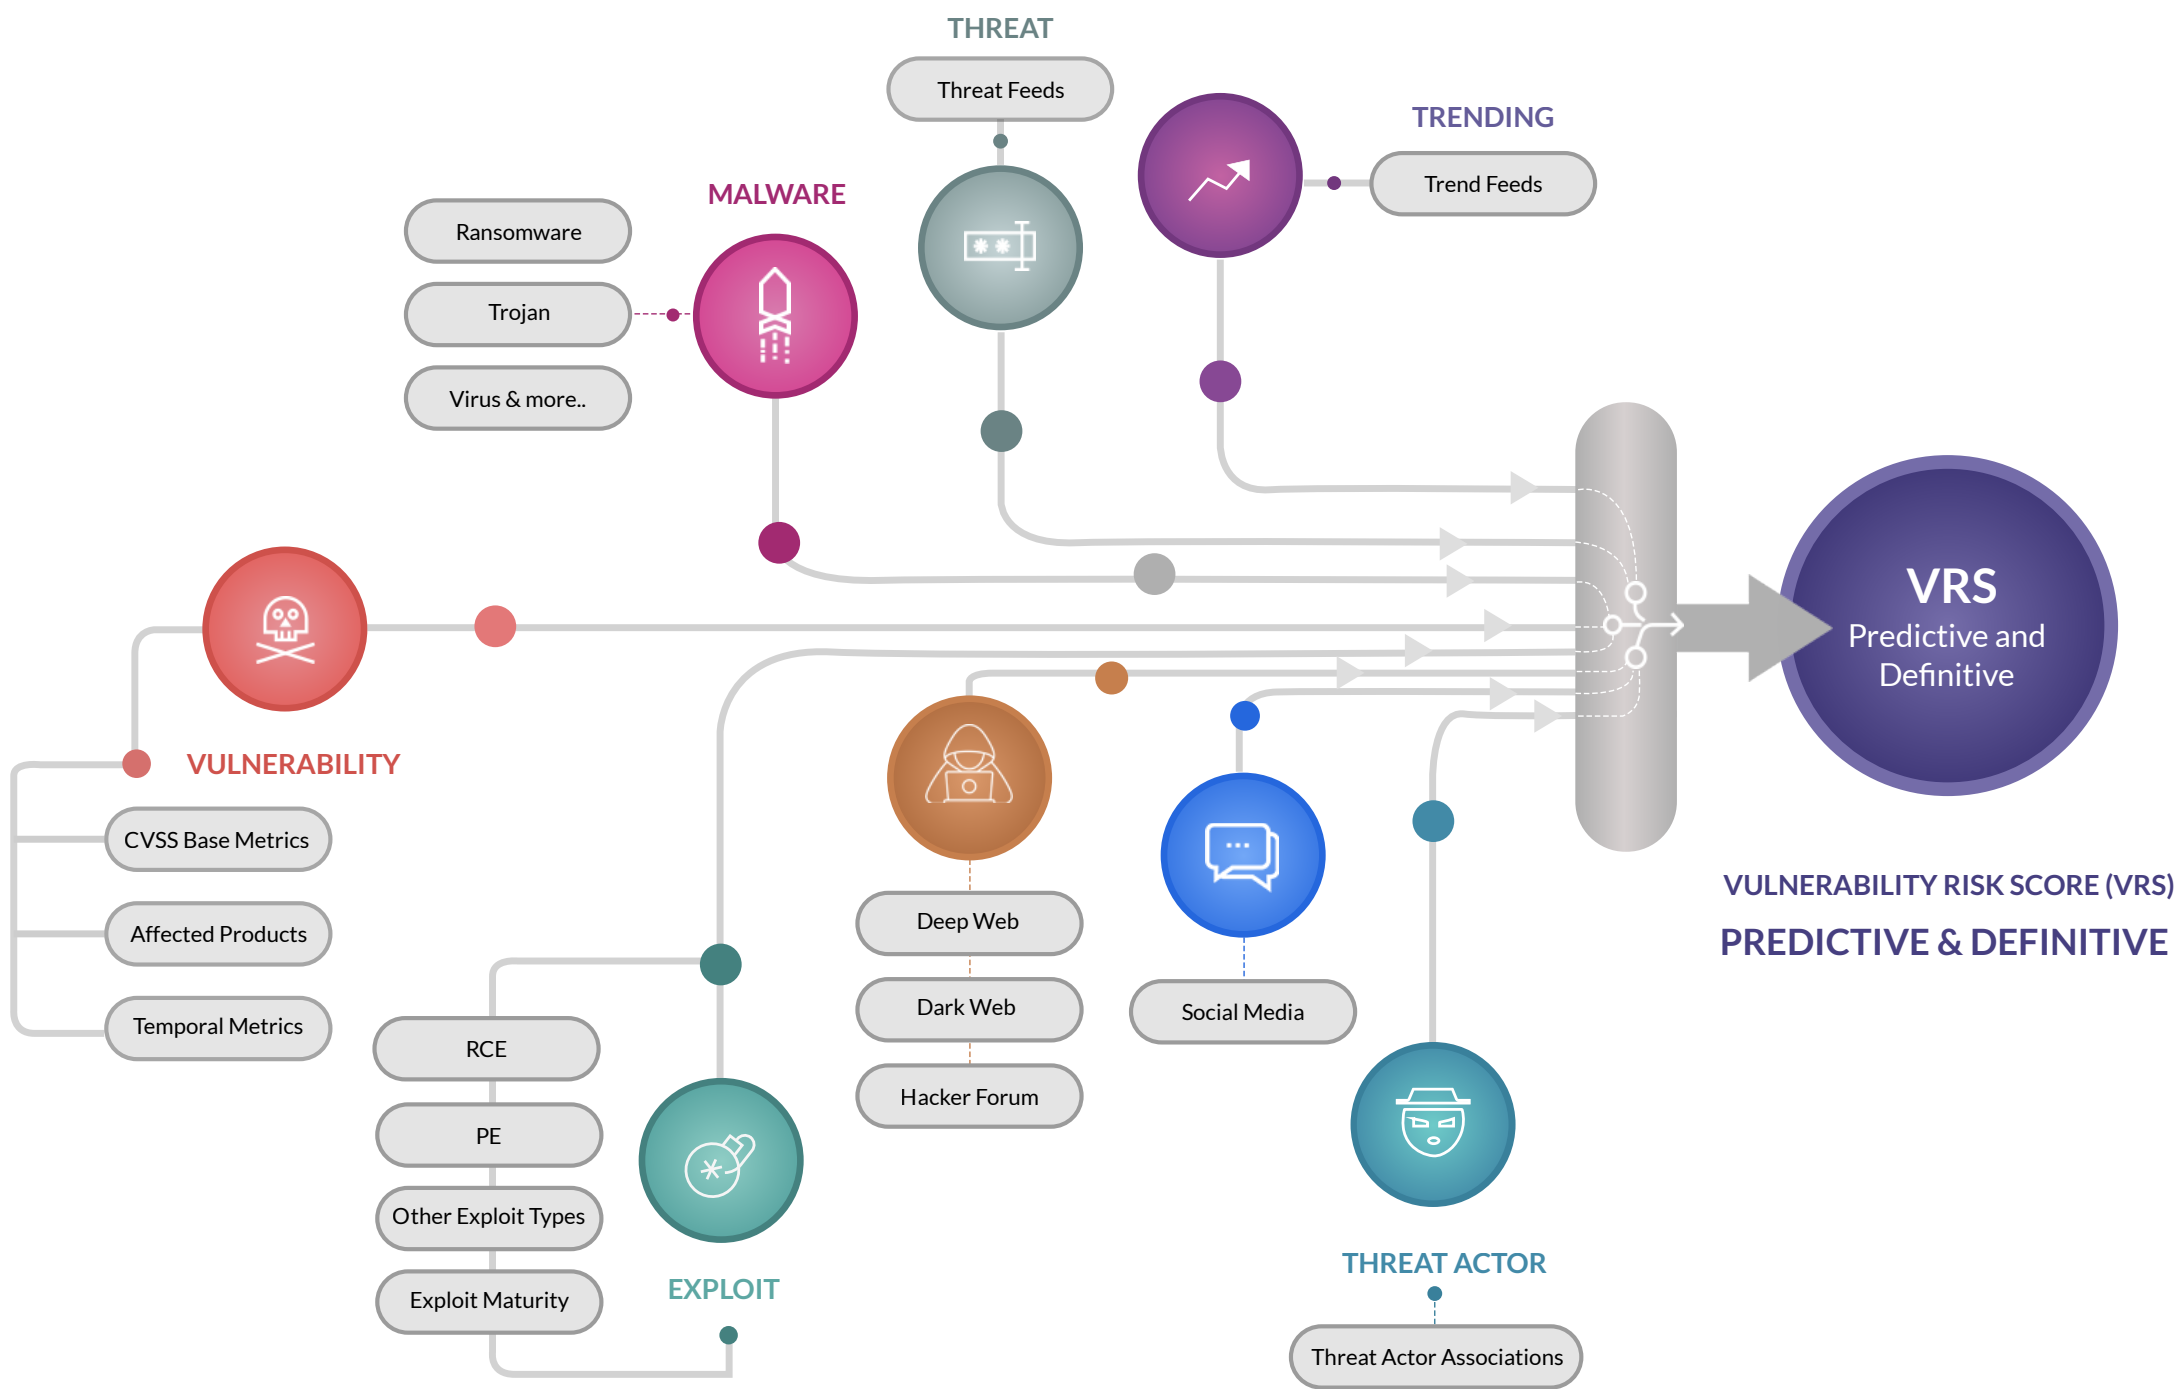 THREAT
Threat Feeds
TRENDING
Trend Feeds
MALWARE
Ransomware
Trojan
Virus & more..
VRS
Predictive and
Definitive
VULNERABILITY
CVSS Base Metrics
Affected Products
Temporal Metrics
VULNERABILITY RISK SCORE (VRS)
PREDICTIVE & DEFINITIVE
Deep Web
Dark Web
Hacker Forum
Social Media
RCE
PE
Other Exploit Types
Exploit Maturity
EXPLOIT
THREAT ACTOR
Threat Actor Associations